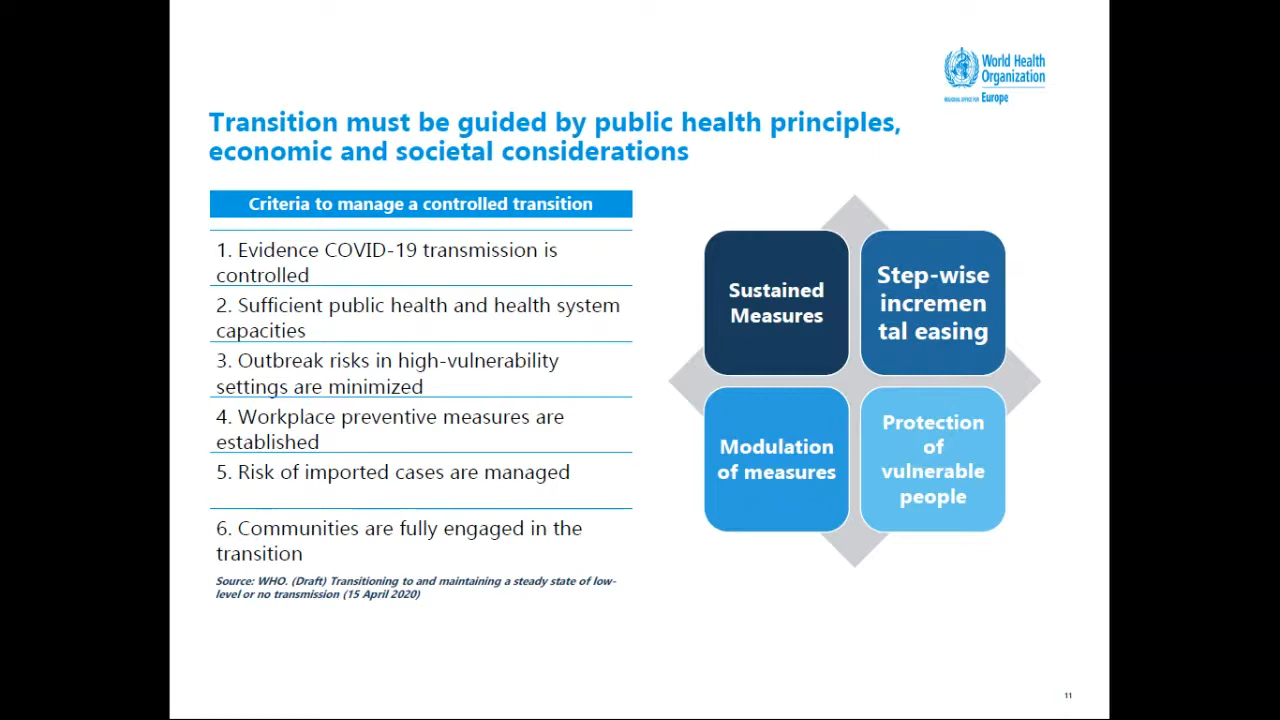 World Health
Organization
REGIONAL OFFICE FOR Europe
Transition must be guided by public health principles,
economic and societal considerations
Criteria to manage a controlled transition
1. Evidence COVID-19 transmission is
controlled
2. Sufficient public health and health system
capacities
3. Outbreak risks in high-vulnerability
settings are minimized
4. Workplace preventive measures are
established
5. Risk of imported cases are managed
6. Communities are fully engaged in the
transition
Source: WHO. (Draft) Transitioning to and maintaining a steady state of low-
level or no transmission (15 April 2020)
Sustained
Measures
Step-wise
incremen
tal easing
Modulation
of measures
Protection
of
vulnerable
people
11